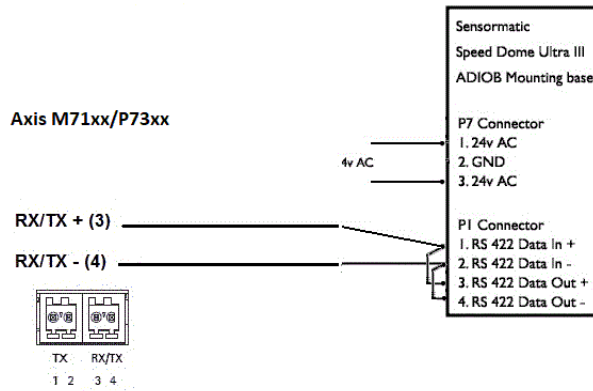 Sensormatic
Speed Dome Ultra III
ADIOB Mounting base
Axis M71xx/P73xx
P7 Connector
1. 24v AC
4v AC
2. GND
3. 24v AC
RX/TX + (3)
P1 Connector
1. RS 422 Data In +
RX/TX - (4)
2. RS 422 Data In -
3. RS 422 Data Out +
4. RS 422 Data Out -
TX RX/TX
1 2 3 4